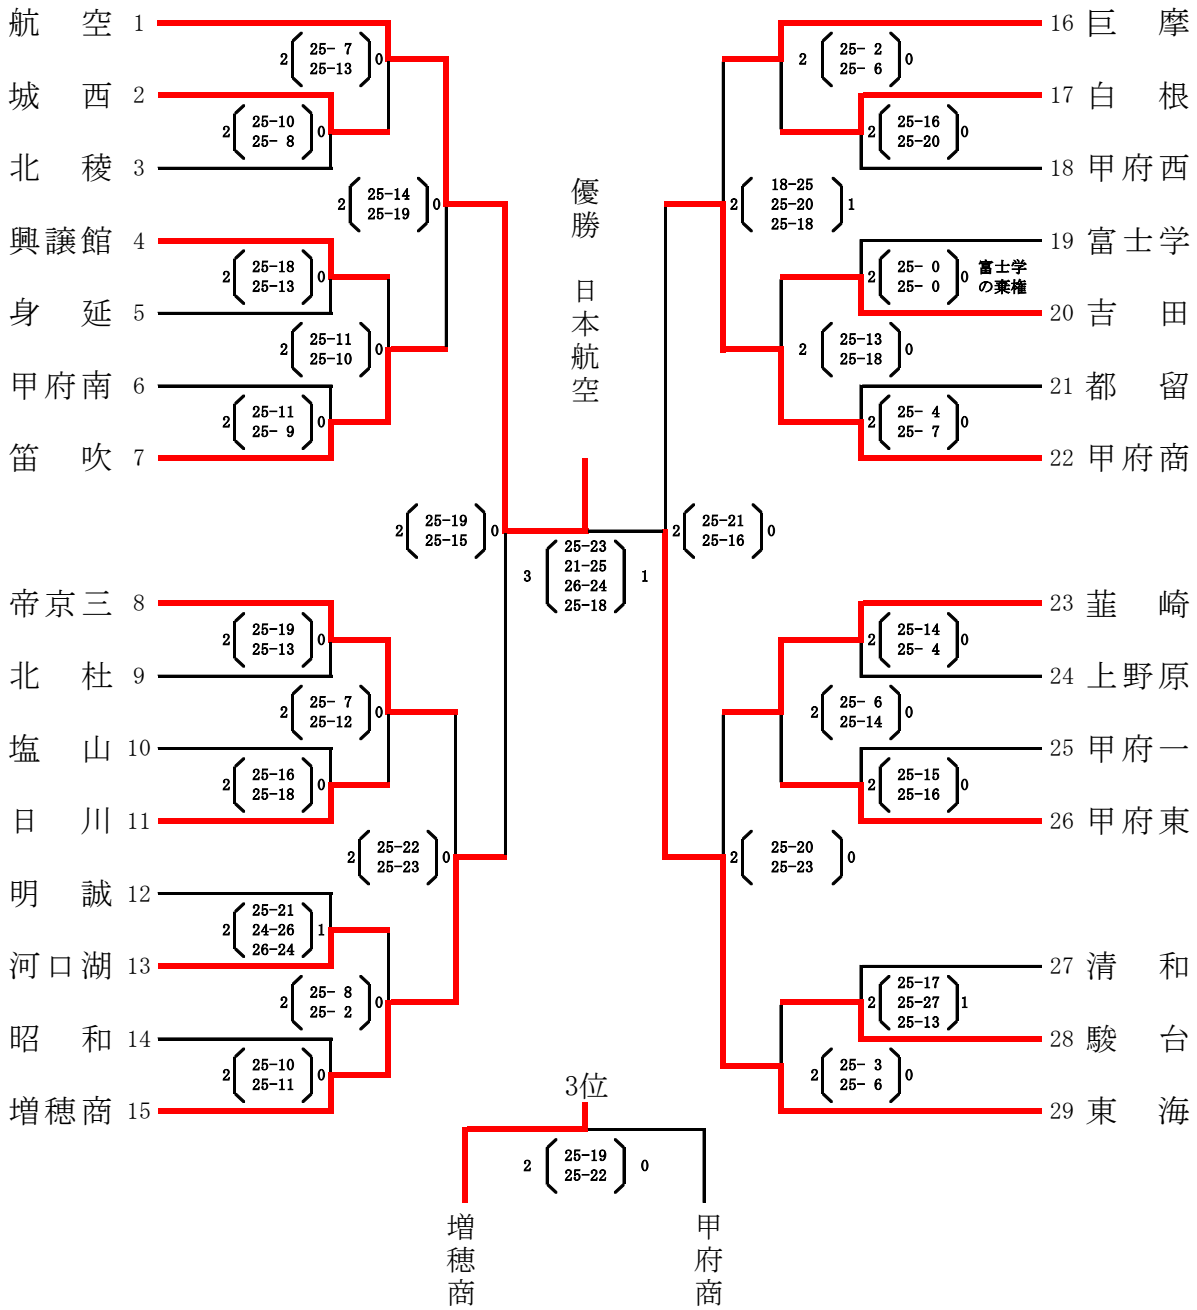 航空 1
城西 2
北稜 3
興譲館 4
身延 5
甲府南 6
笛吹 7
帝京三 8
北杜 9
塩山 10
日川 11
明誠 12
河口湖 13
昭和 14
増穂商 15
2 25- 7 0
25-13
2 25-10 0
25- 8
2 25-14 0
25-19
2 25-18 0
25-13
2 25-11 0
25-10
2 25-11 0
25- 9
2 25-19 0
25-15
2 25-19 0
25-13
2 25- 7 0
25-12
2 25-16 0
25-18
2 25-22 0
25-23
2 25-21 1
24-26
26-24
2 25- 8 0
25- 2
2 25-10 0
25-11
優勝 日本航空
3 25-23 1
21-25
26-24
25-18
16 巨摩
17 白根
18 甲府西
19 富士学
20 吉田
21 都留
22 甲府商
23 韮崎
24 上野原
25 甲府一
26 甲府東
27 清和
28 駿台
29 東海
2 25- 2 0
25- 6
2 25-16 0
25-20
2 18-25 1
25-20
25-18
2 25- 0 0
25- 0
富士学
の棄権
2 25-13 0
25-18
2 25- 4 0
25- 7
2 25-21 0
25-16
2 25-14 0
25- 4
2 25- 6 0
25-14
2 25-15 0
25-16
2 25-20 0
25-23
2 25-17 1
25-27
25-13
2 25- 3 0
25- 6
3位
2 25-19 0
25-22
増穂商
甲府商